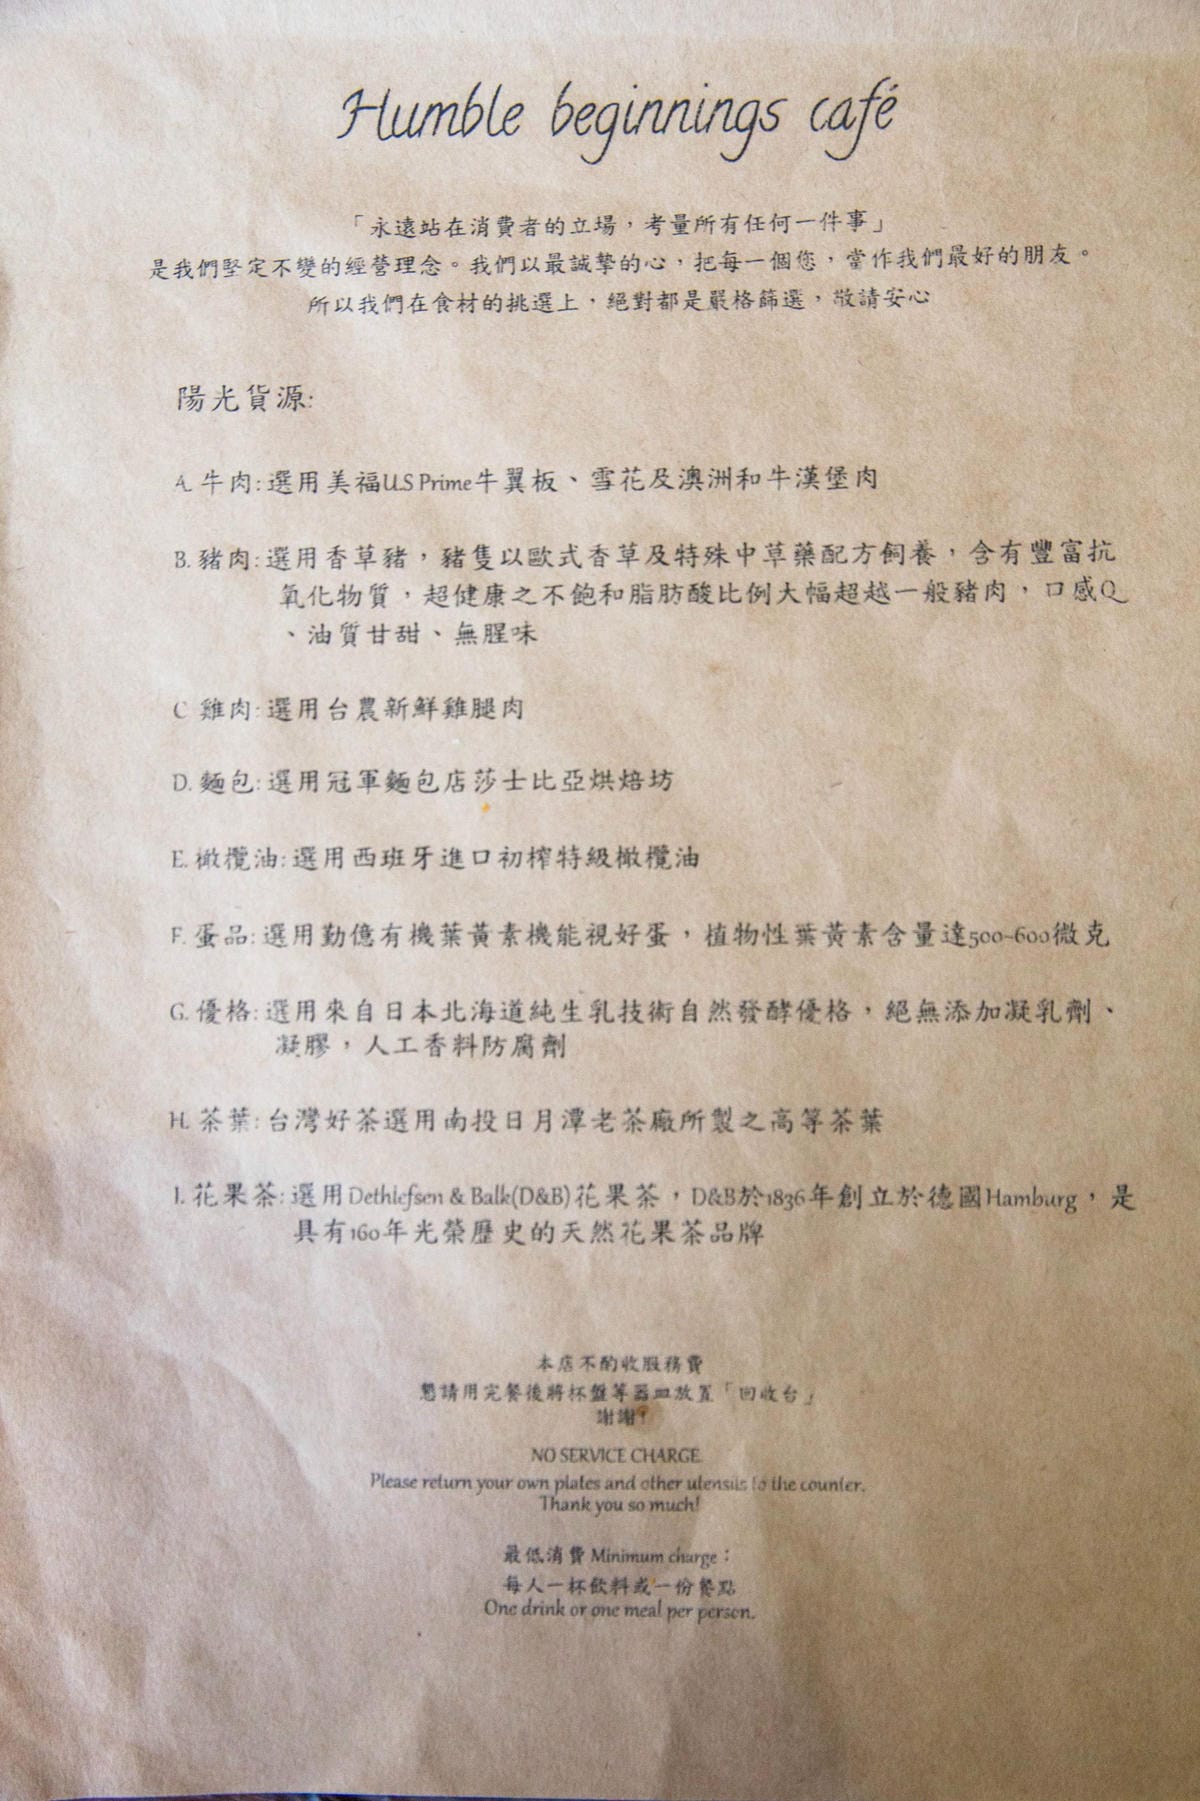 Humble beginnings café
「永遠站在消費者的立場，考量所有任何一件事」
是我們堅定不變的經營理念。我們以最誠摯的心，把每一個您，當作我們最好的朋友。
所以我們在食材的挑選上，絕對都是嚴格篩選，敬請安心
陽光貨源:
A. 牛肉: 選用美福U.S Prime牛翼板、雪花及澳洲和牛漢堡肉
B. 豬肉: 選用香草豬，豬隻以歐式香草及特殊中草藥配方飼養，含有豐富抗
氧化物質，超健康之不飽和脂肪酸比例大幅超越一般豬肉，口感Q
、油質甘甜、無腥味
C 雞肉: 選用台農新鮮雞腿肉
D. 麵包: 選用冠軍麵包店莎士比亞烘焙坊
E. 橄欖油: 選用西班牙進口初榨特級橄欖油
F. 蛋品: 選用勤億有機葉黃素機能視好蛋，植物性葉黃素含量達500~600微克
G. 優格: 選用來自日本北海道純生乳技術自然發酵優格，絕無添加凝乳劑、
凝膠，人工香料防腐劑
H. 茶葉: 台灣好茶選用南投日月潭老茶廠所製之高等茶葉
I. 花果茶: 選用Dethlefsen & Balk(D&B)花果茶，D&B於1836年創立於德國Hamburg，是
具有160年光榮歷史的天然花果茶品牌
本店不酌收服務費
懇請用完餐後將杯盤等器皿放置「回收台」
謝謝!
NO SERVICE CHARGE
Please return your own plates and other utensils to the counter.
Thank you so much!
最低消費 Minimum charge：
每人一杯飲料或一份餐點
One drink or one meal per person.